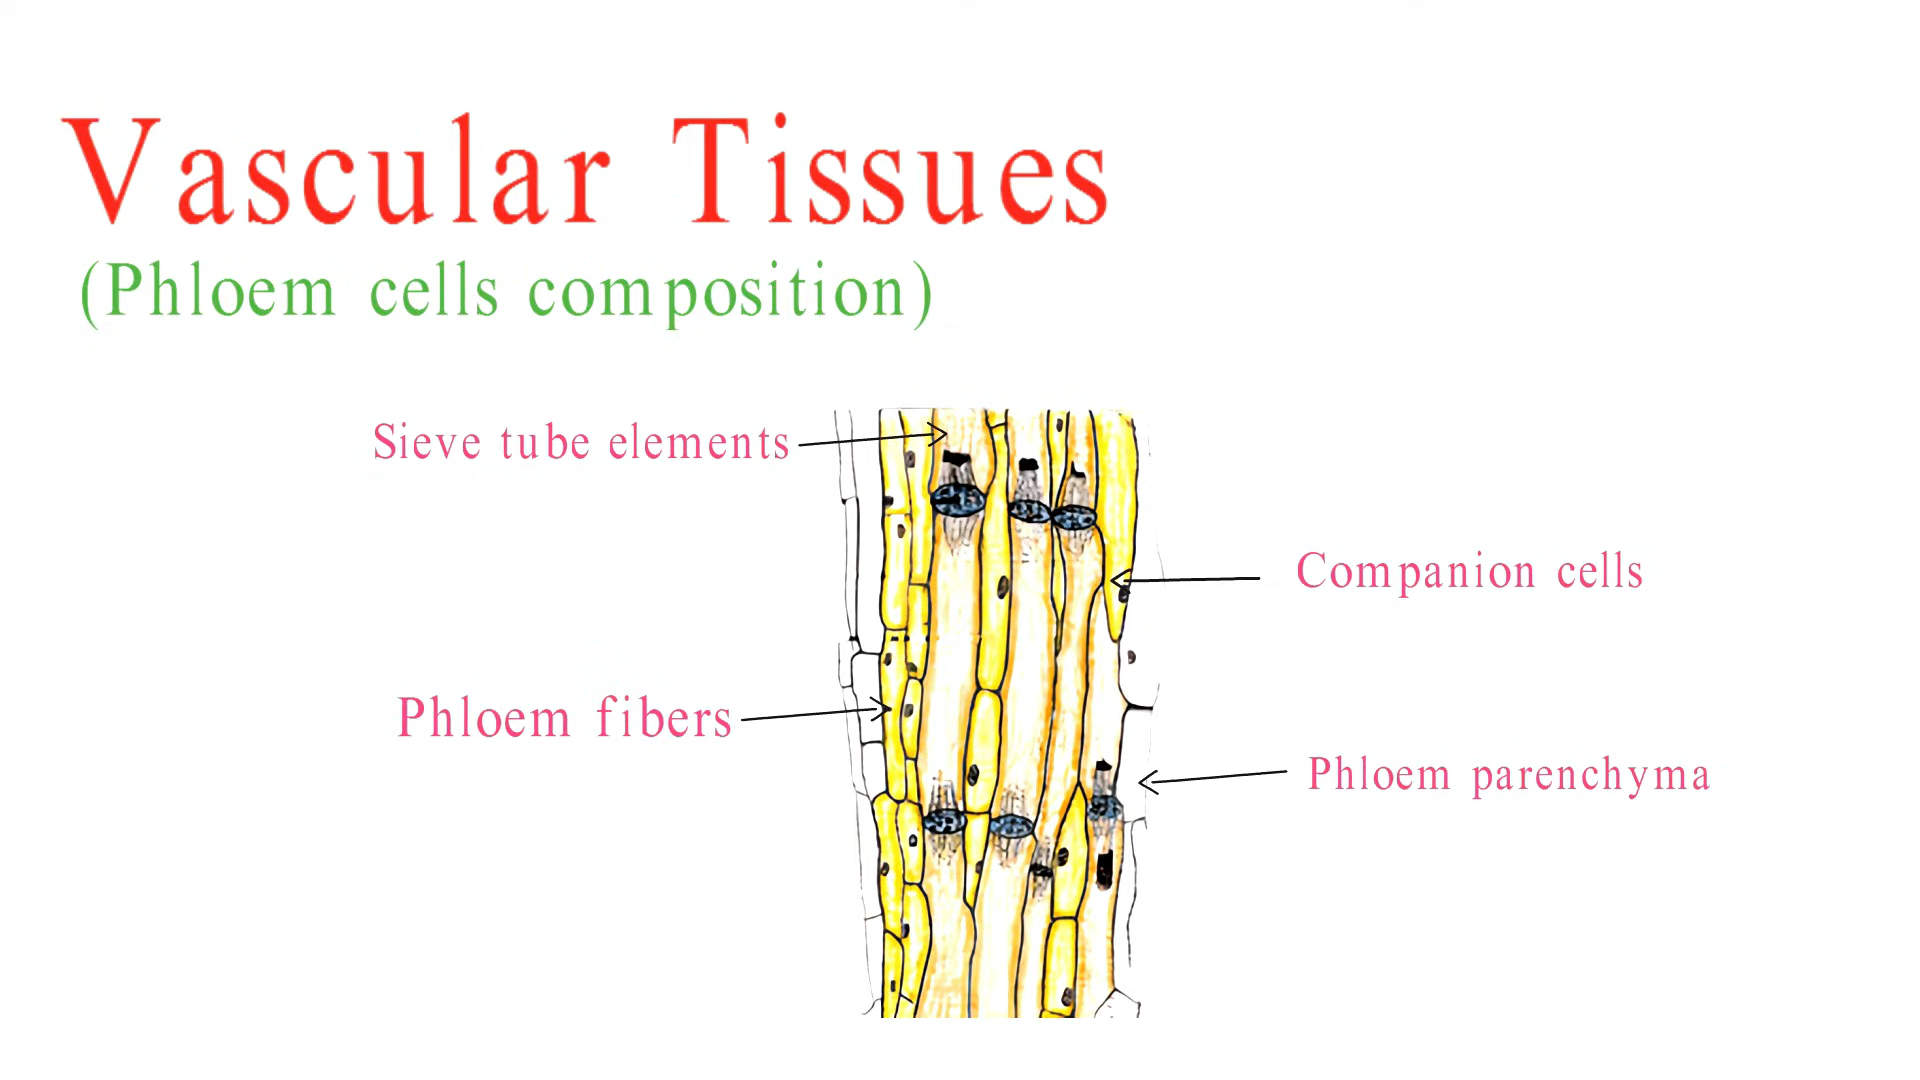 Vascular Tissues
(Phloem cells composition)
Sieve tube elements
Companion cells
Phloem fibers
Phloem parenchyma